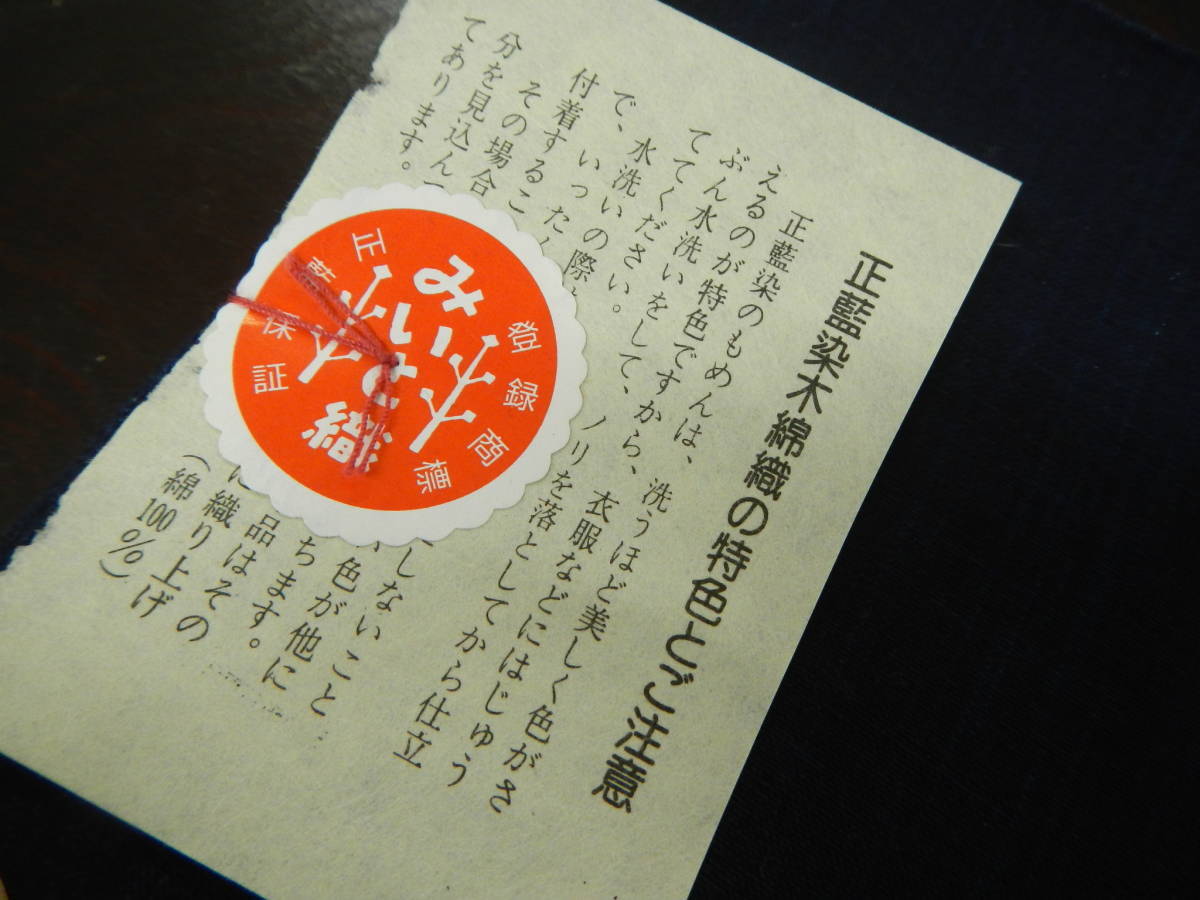 正藍染木綿織の特色とご注意
正藍染のもめんは、洗うほど美しく色がさ
えるのが特色ですから、衣服などにはじゅう
ぶん水洗いをして、ノリを落としてから仕立
ててください。
いった
しないこと
で、水洗いの際
い色が他に
付着するこ
ちます。
その場合
品はその
分を見込ん
に織り上げ
てあります。
(綿100%)
登録商標
みいけ織
正藍保証